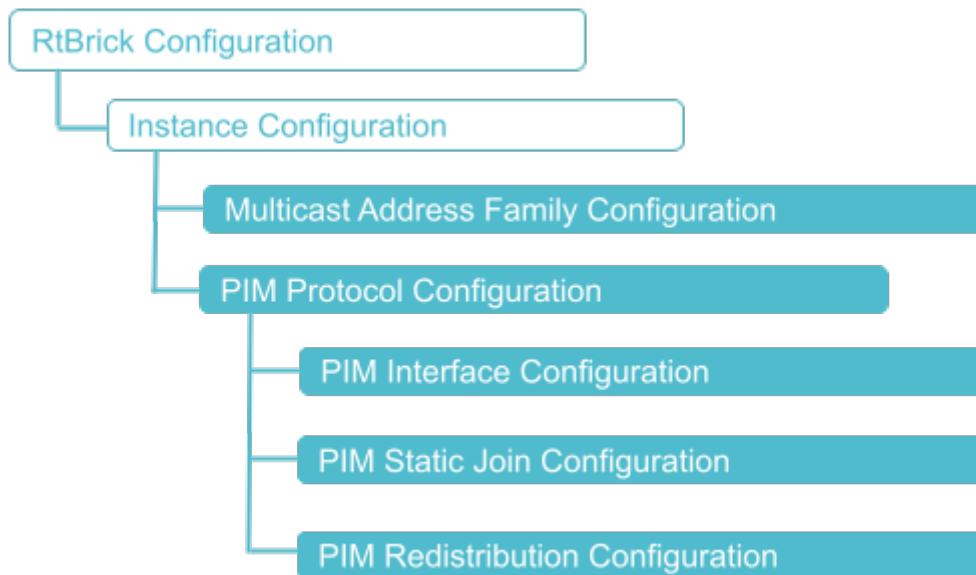 RtBrick Configuration
Instance Configuration
Multicast Address Family Configuration
PIM Protocol Configuration
PIM Interface Configuration
PIM Static Join Configuration
PIM Redistribution Configuration